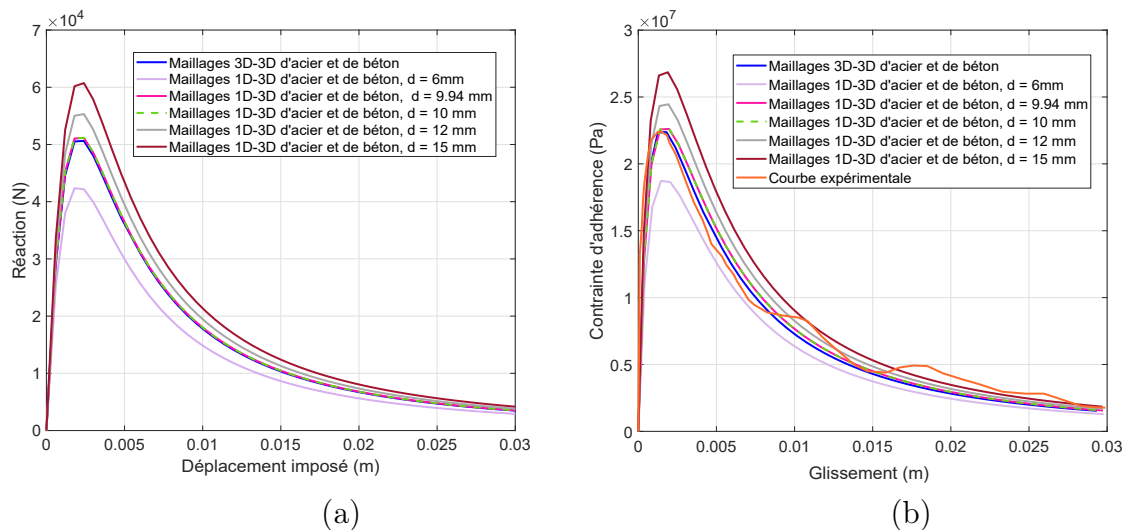 ×10⁴
7
6
5
4
3
2
1
0
Réaction (N)
Maillages 3D-3D d'acier et de béton
Maillages 1D-3D d'acier et de béton, d = 6mm
Maillages 1D-3D d'acier et de béton, d = 9.94 mm
Maillages 1D-3D d'acier et de béton, d = 10 mm
Maillages 1D-3D d'acier et de béton, d = 12 mm
Maillages 1D-3D d'acier et de béton, d = 15 mm
0 0.005 0.01 0.015 0.02 0.025 0.03
Déplacement imposé (m)
(a)
×10⁷
3
2.5
2
1.5
1
0.5
0
Contrainte d'adhérence (Pa)
Maillages 3D-3D d'acier et de béton
Maillages 1D-3D d'acier et de béton, d = 6mm
Maillages 1D-3D d'acier et de béton, d = 9.94 mm
Maillages 1D-3D d'acier et de béton, d = 10 mm
Maillages 1D-3D d'acier et de béton, d = 12 mm
Maillages 1D-3D d'acier et de béton, d = 15 mm
Courbe expérimentale
0 0.005 0.01 0.015 0.02 0.025 0.03
Glissement (m)
(b)